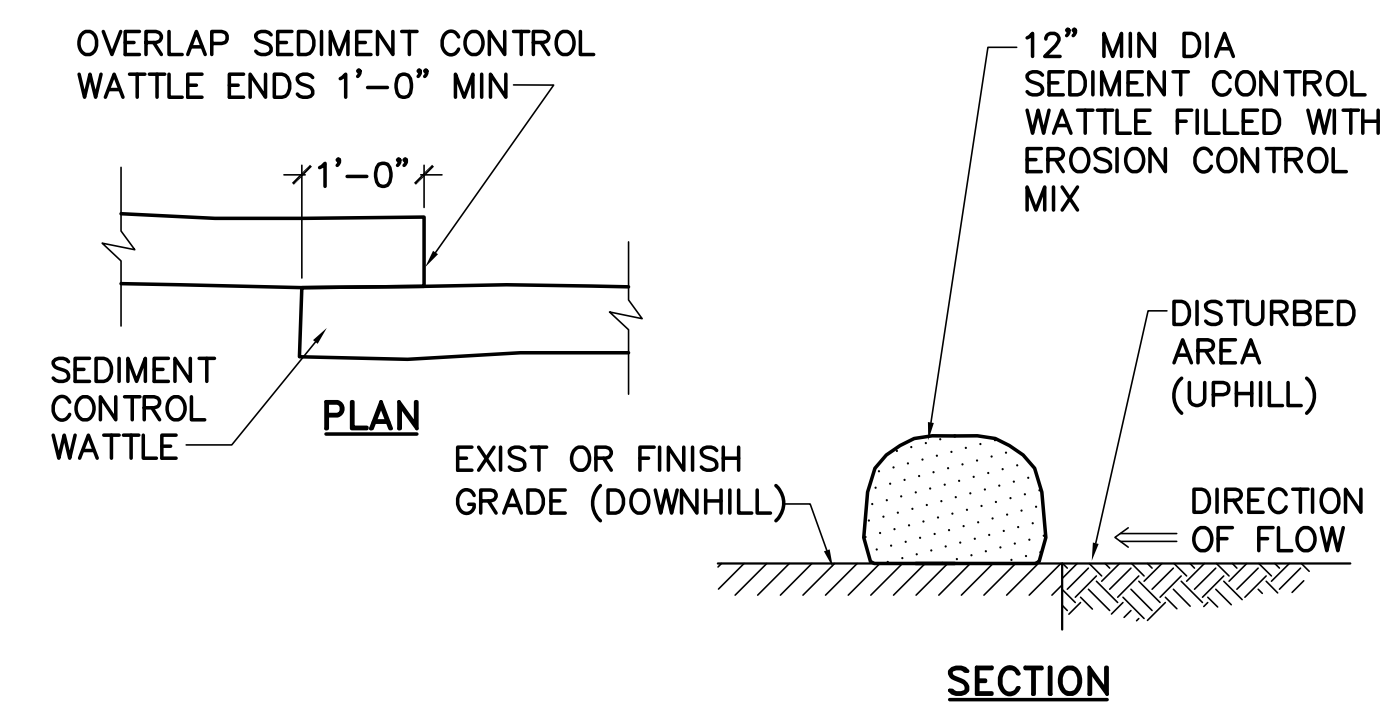 OVERLAP SEDIMENT CONTROL
WATTLE ENDS 1'-0" MIN
1'-0"
SEDIMENT
CONTROL
WATTLE
PLAN
12" MIN DIA
SEDIMENT CONTROL
WATTLE FILLED WITH
EROSION CONTROL
MIX
DISTURBED
AREA
(UPHILL)
EXIST OR FINISH
GRADE (DOWNHILL)
DIRECTION
OF FLOW
SECTION